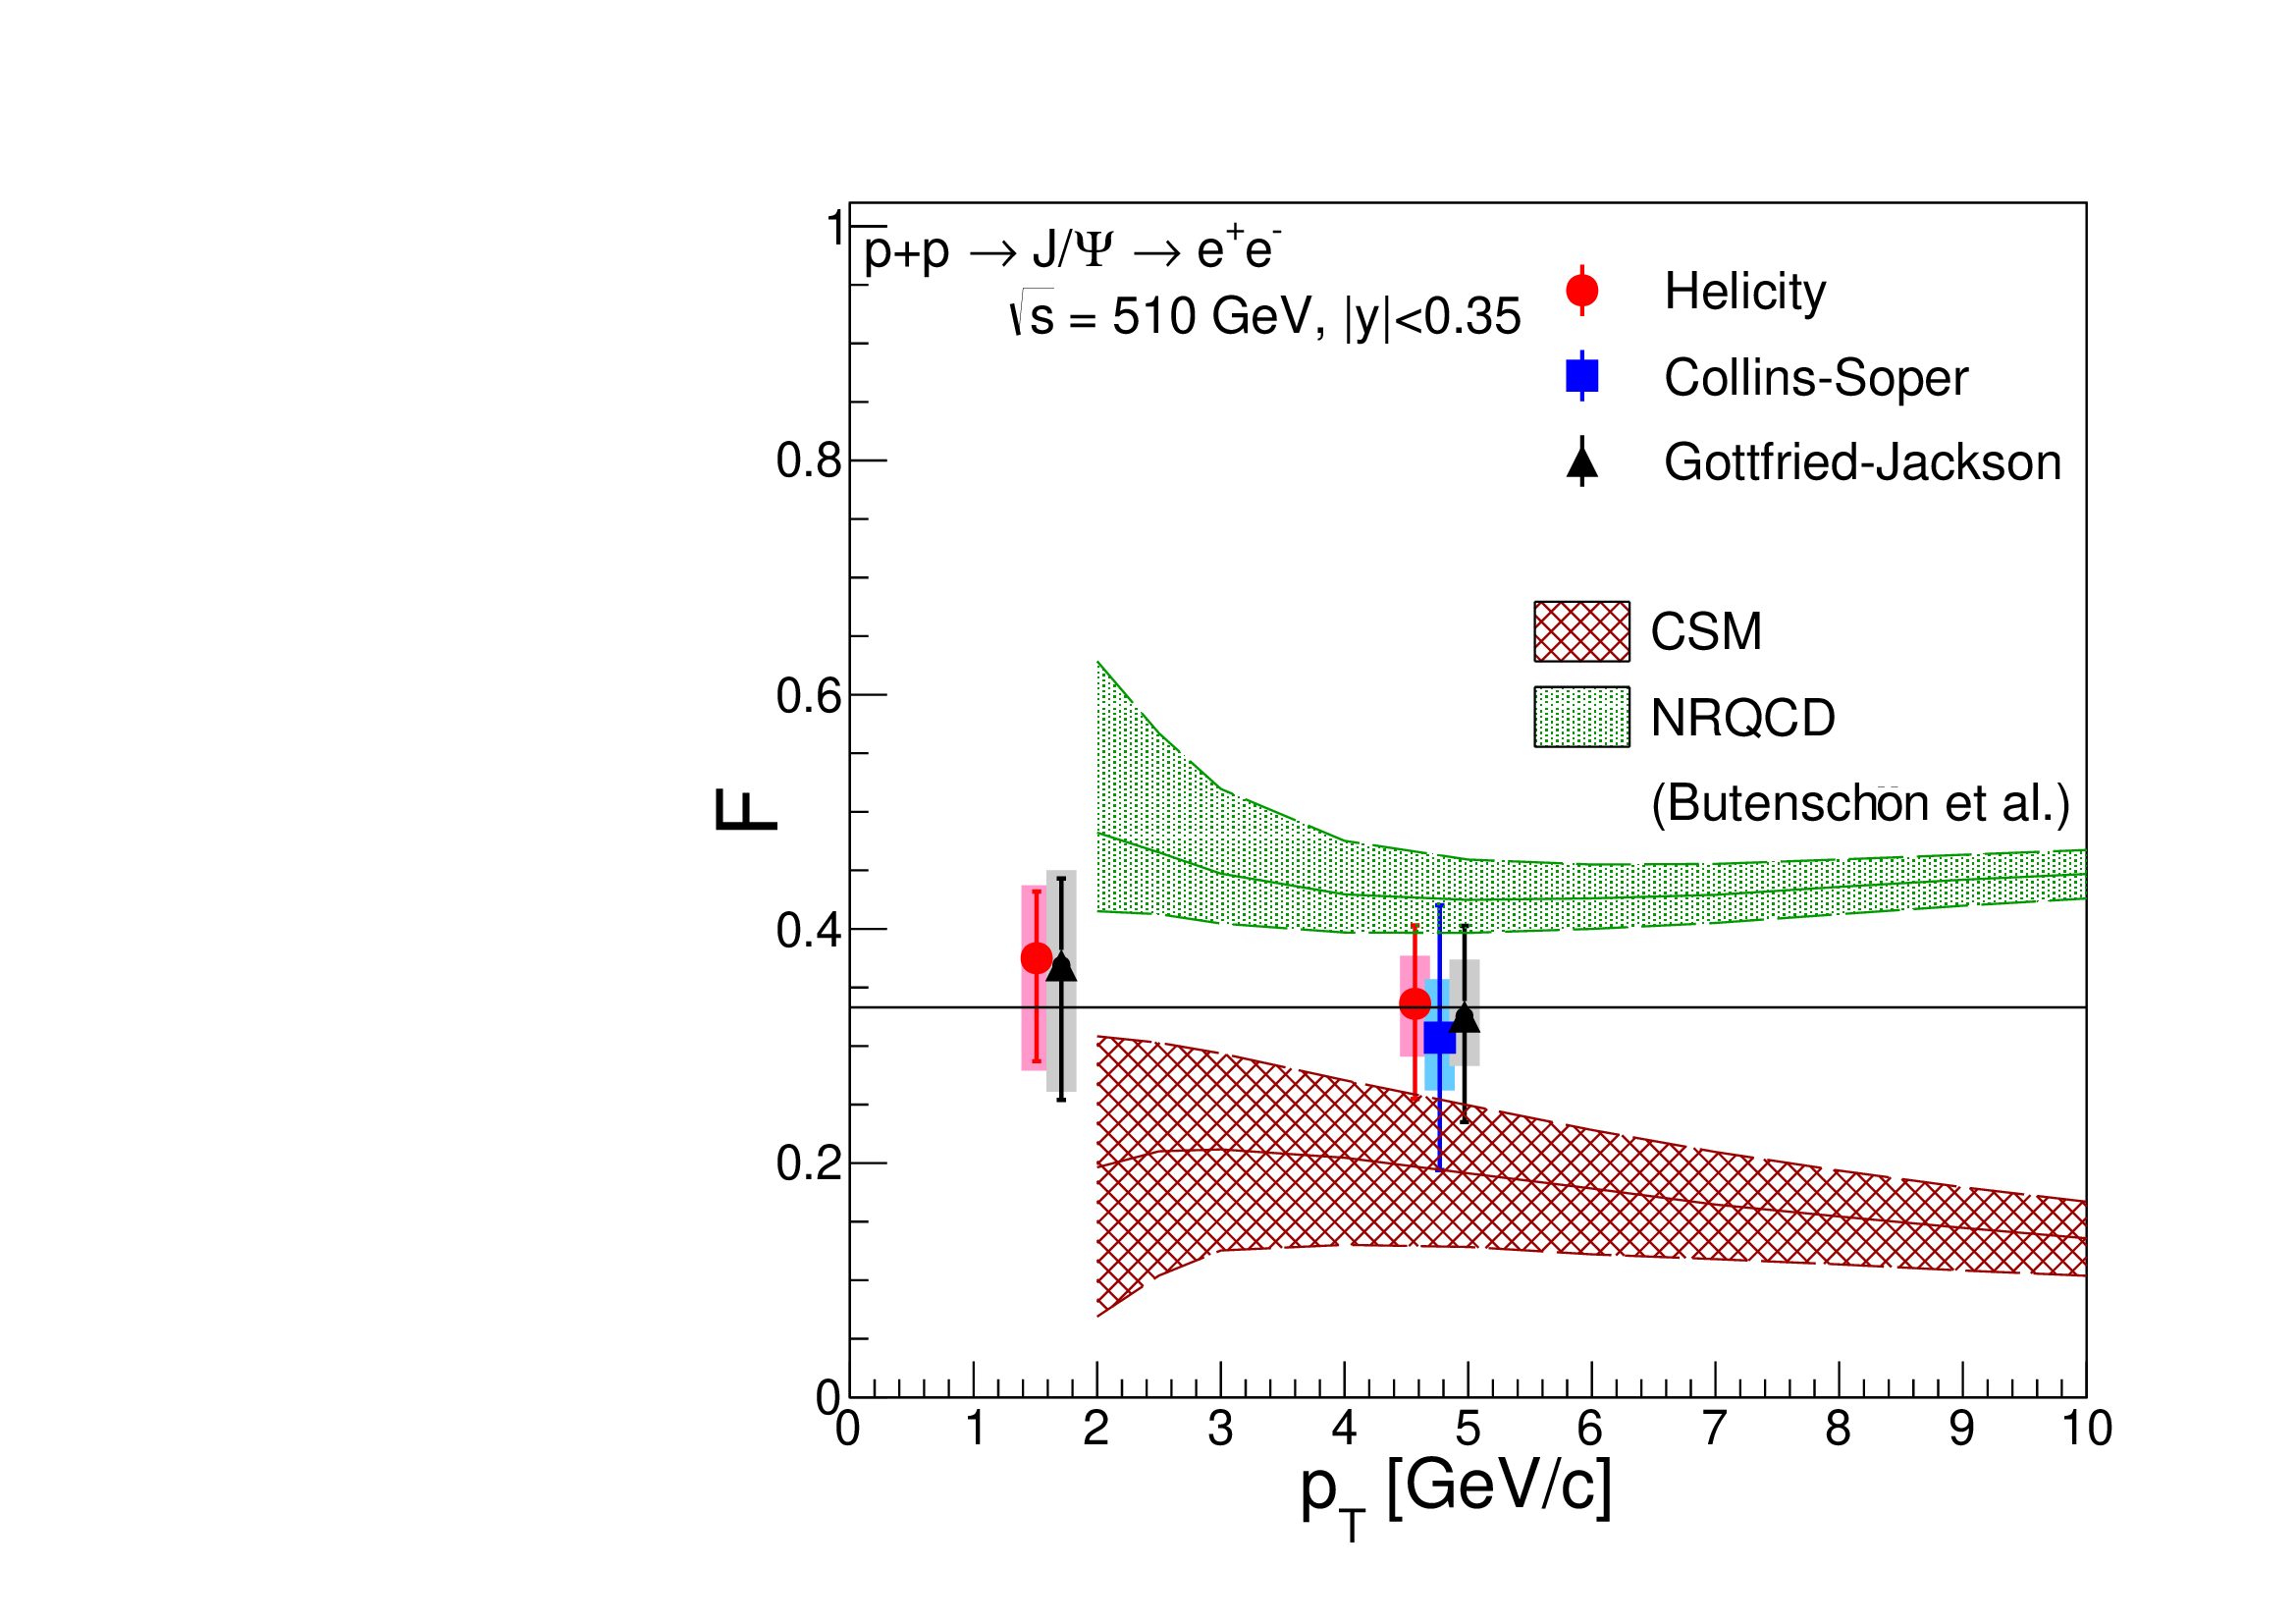 p+p → J/Ψ → e⁺e⁻
√s = 510 GeV, |y|<0.35
Helicity
Collins-Soper
Gottfried-Jackson
CSM
NRQCD
(Butenschön et al.)
F
1
0.8
0.6
0.4
0.2
0
0 1 2 3 4 5 6 7 8 9 10
p_T [GeV/c]